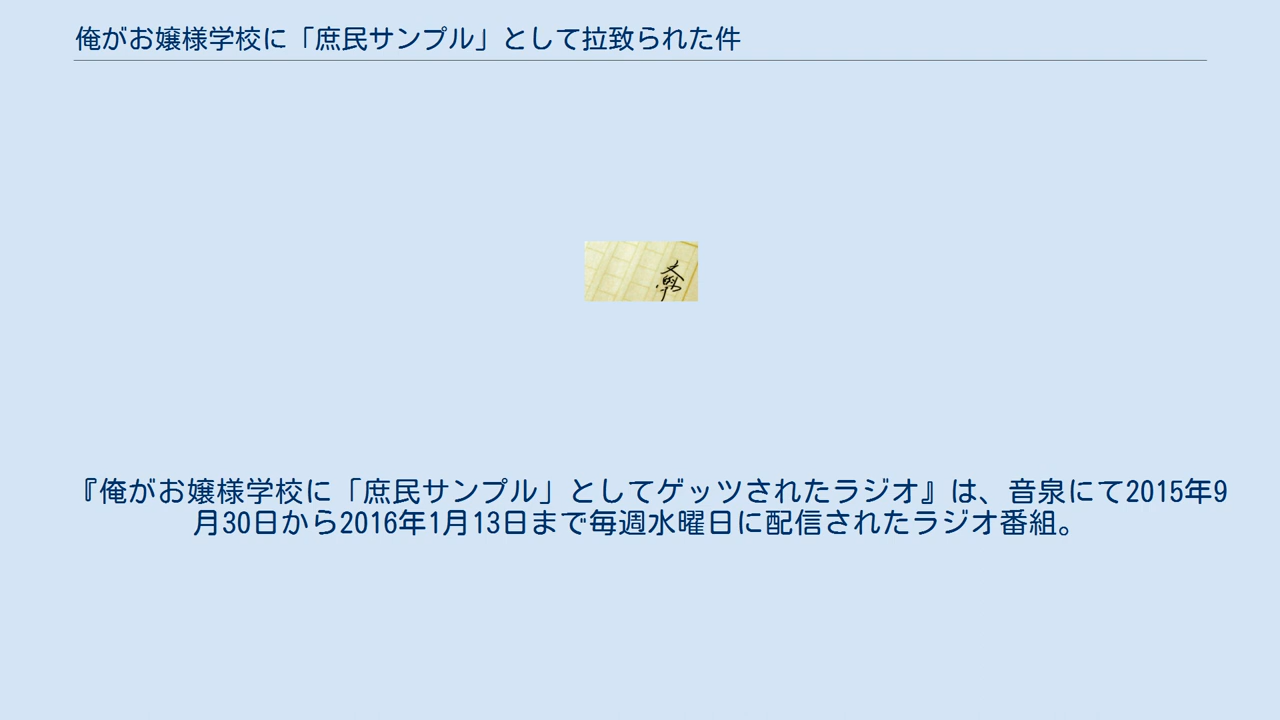 俺がお嬢様学校に「庶民サンプル」として拉致られた件
『俺がお嬢様学校に「庶民サンプル」としてゲッツされたラジオ』は、音泉にて2015年9
月30日から2016年1月13日まで毎週水曜日に配信されたラジオ番組。